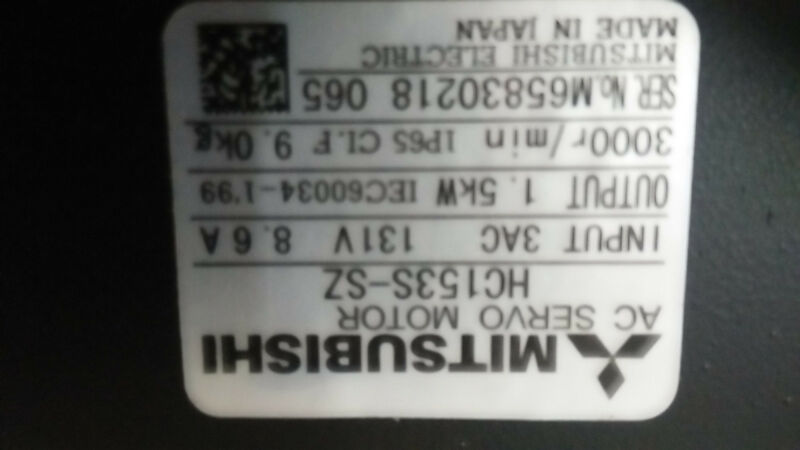 MITSUBISHI
AC SERVO MOTOR
HC153S-SZ
INPUT 3AC 131V 8.6A
OUTPUT 1.5kW IEC60034-1'99
3000r/min IP65 CI.F 9.0kg
SER.No.M65830218 065
MITSUBISHI ELECTRIC
MADE IN JAPAN